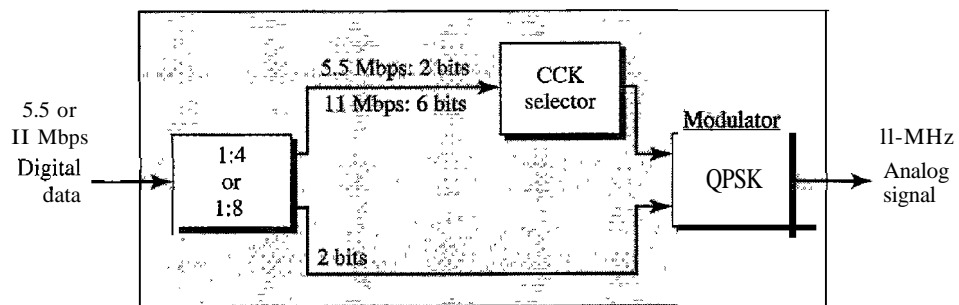 5.5 or
II Mbps
Digital
data
1:4
or
1:8
5.5 Mbps: 2 bits
11 Mbps: 6 bits
CCK
selector
2 bits
Modulator
QPSK
ll-MHz
Analog
signal